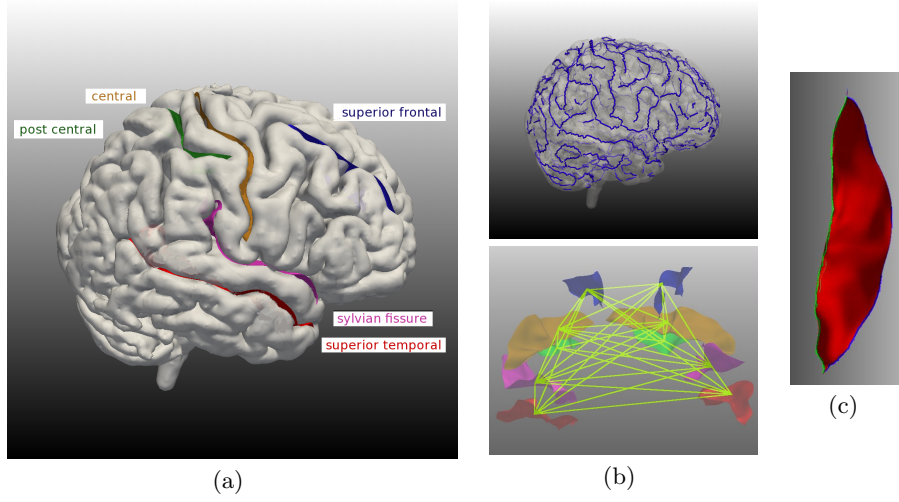 central
superior frontal
post central
sylvian fissure
superior temporal
(a)
(b)
(c)